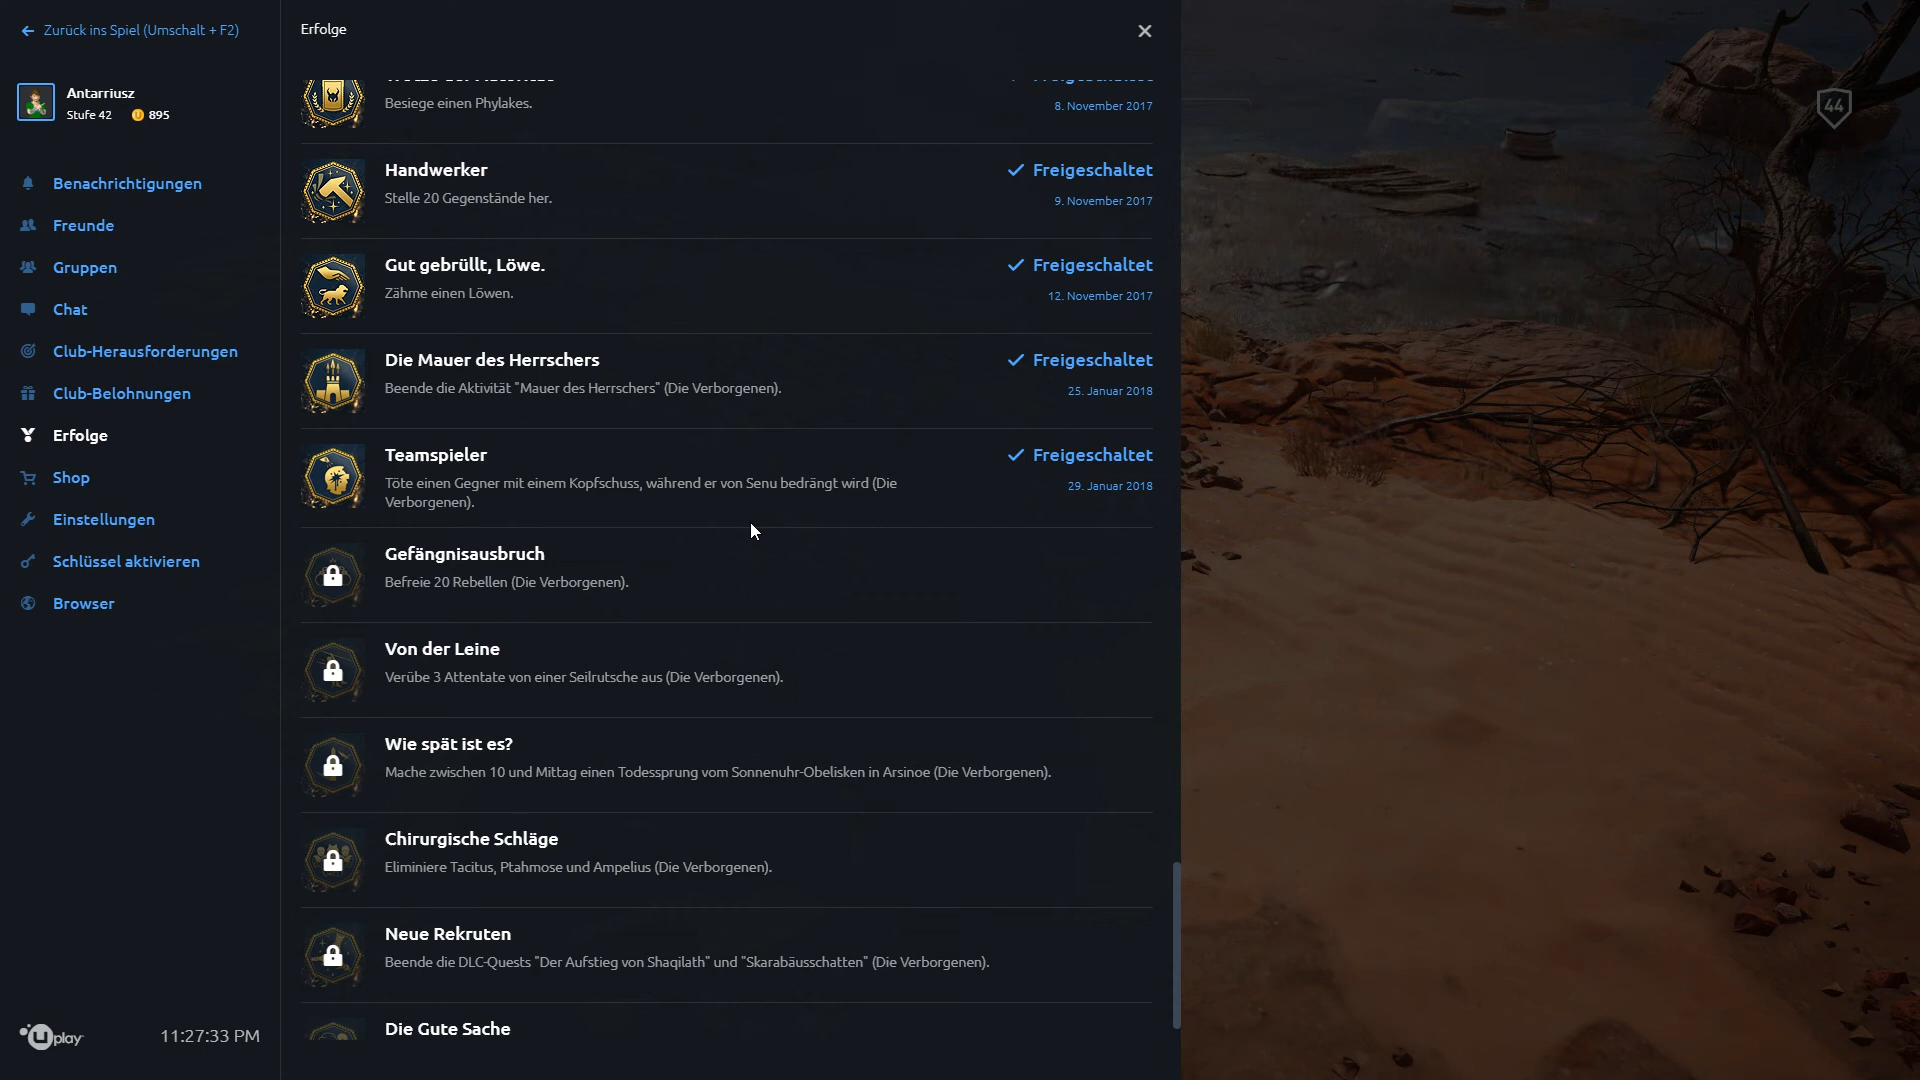 Zurück ins Spiel (Umschalt + F2)
Antarriusz
Stufe 42
895
Benachrichtigungen
Freunde
Gruppen
Chat
Club-Herausforderungen
Club-Belohnungen
Erfolge
Shop
Einstellungen
Schlüssel aktivieren
Browser
uplay
11:27:33 PM
Erfolge
Freigeschaltet
Besiege einen Phylakes.
8. November 2017
Handwerker
Freigeschaltet
Stelle 20 Gegenstände her.
9. November 2017
Gut gebrüllt, Löwe.
Freigeschaltet
Zähme einen Löwen.
12. November 2017
Die Mauer des Herrschers
Freigeschaltet
Beende die Aktivität "Mauer des Herrschers" (Die Verborgenen).
25. Januar 2018
Teamspieler
Freigeschaltet
Töte einen Gegner mit einem Kopfschuss, während er von Senu bedrängt wird (Die
Verborgenen).
29. Januar 2018
Gefängnisausbruch
Befreie 20 Rebellen (Die Verborgenen).
Von der Leine
Verübe 3 Attentate von einer Seilrutsche aus (Die Verborgenen).
Wie spät ist es?
Mache zwischen 10 und Mittag einen Todessprung vom Sonnenuhr-Obelisken in Arsinoe (Die Verborgenen).
Chirurgische Schläge
Eliminiere Tacitus, Ptahmose und Ampelius (Die Verborgenen).
Neue Rekruten
Beende die DLC-Quests "Der Aufstieg von Shaqilath" und "Skarabäusschatten" (Die Verborgenen).
Die Gute Sache
44